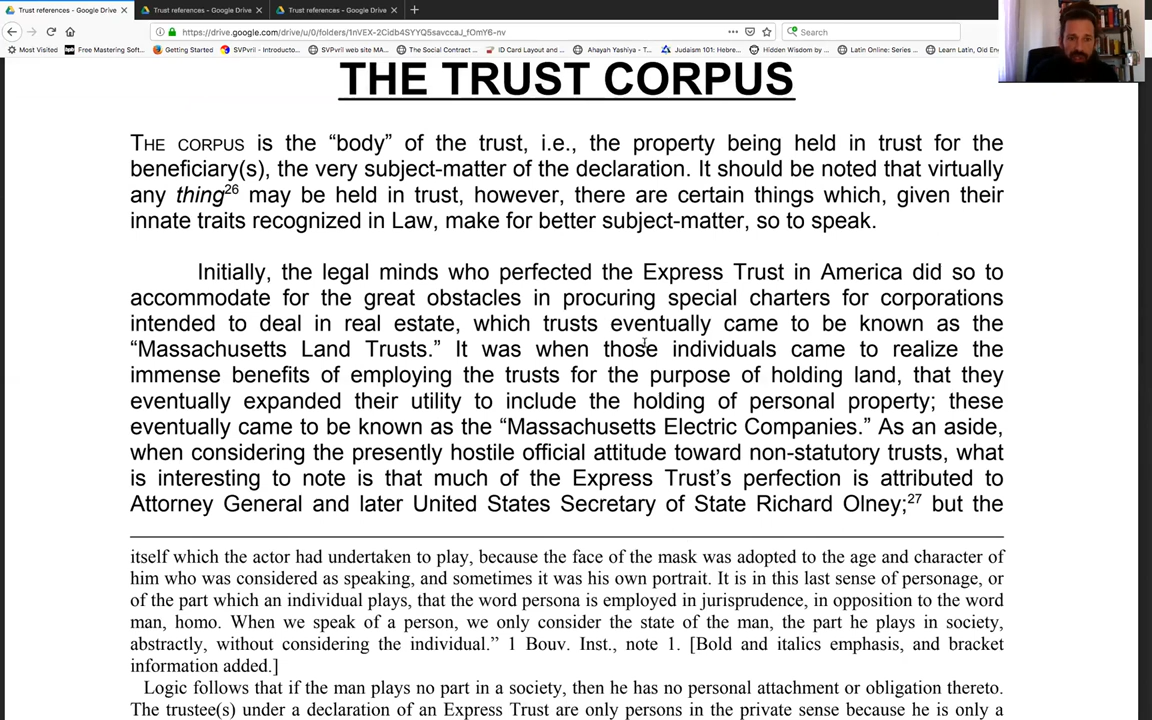 Trust references - Google Drive
Trust references - Google Drive
Trust references - Google Drive
https://drive.google.com/drive/u/0/folders/1nVEX-2Cidb4SYYQ5savccaJ_fOmY6-nv
Search
Most Visited
Free Mastering Soft...
Getting Started
SVPvril - Introducto...
SVPvril web site MA...
The Social Contract ...
ID Card Layout and ...
Ahayah Yashiya - T...
Judaism 101: Hebre...
Hidden Wisdom by ...
Latin Online: Series ...
Learn Latin, Old En
THE TRUST CORPUS
THE CORPUS is the “body” of the trust, i.e., the property being held in trust for the
beneficiary(s), the very subject-matter of the declaration. It should be noted that virtually
any thing26 may be held in trust, however, there are certain things which, given their
innate traits recognized in Law, make for better subject-matter, so to speak.
Initially, the legal minds who perfected the Express Trust in America did so to
accommodate for the great obstacles in procuring special charters for corporations
intended to deal in real estate, which trusts eventually came to be known as the
“Massachusetts Land Trusts.” It was when those individuals came to realize the
immense benefits of employing the trusts for the purpose of holding land, that they
eventually expanded their utility to include the holding of personal property; these
eventually came to be known as the “Massachusetts Electric Companies.” As an aside,
when considering the presently hostile official attitude toward non-statutory trusts, what
is interesting to note is that much of the Express Trust’s perfection is attributed to
Attorney General and later United States Secretary of State Richard Olney;27 but the
itself which the actor had undertaken to play, because the face of the mask was adopted to the age and character of
him who was considered as speaking, and sometimes it was his own portrait. It is in this last sense of personage, or
of the part which an individual plays, that the word persona is employed in jurisprudence, in opposition to the word
man, homo. When we speak of a person, we only consider the state of the man, the part he plays in society,
abstractly, without considering the individual.” 1 Bouv. Inst., note 1. [Bold and italics emphasis, and bracket
information added.]
Logic follows that if the man plays no part in a society, then he has no personal attachment or obligation thereto.
The trustee(s) under a declaration of an Express Trust are only persons in the private sense because he is only a